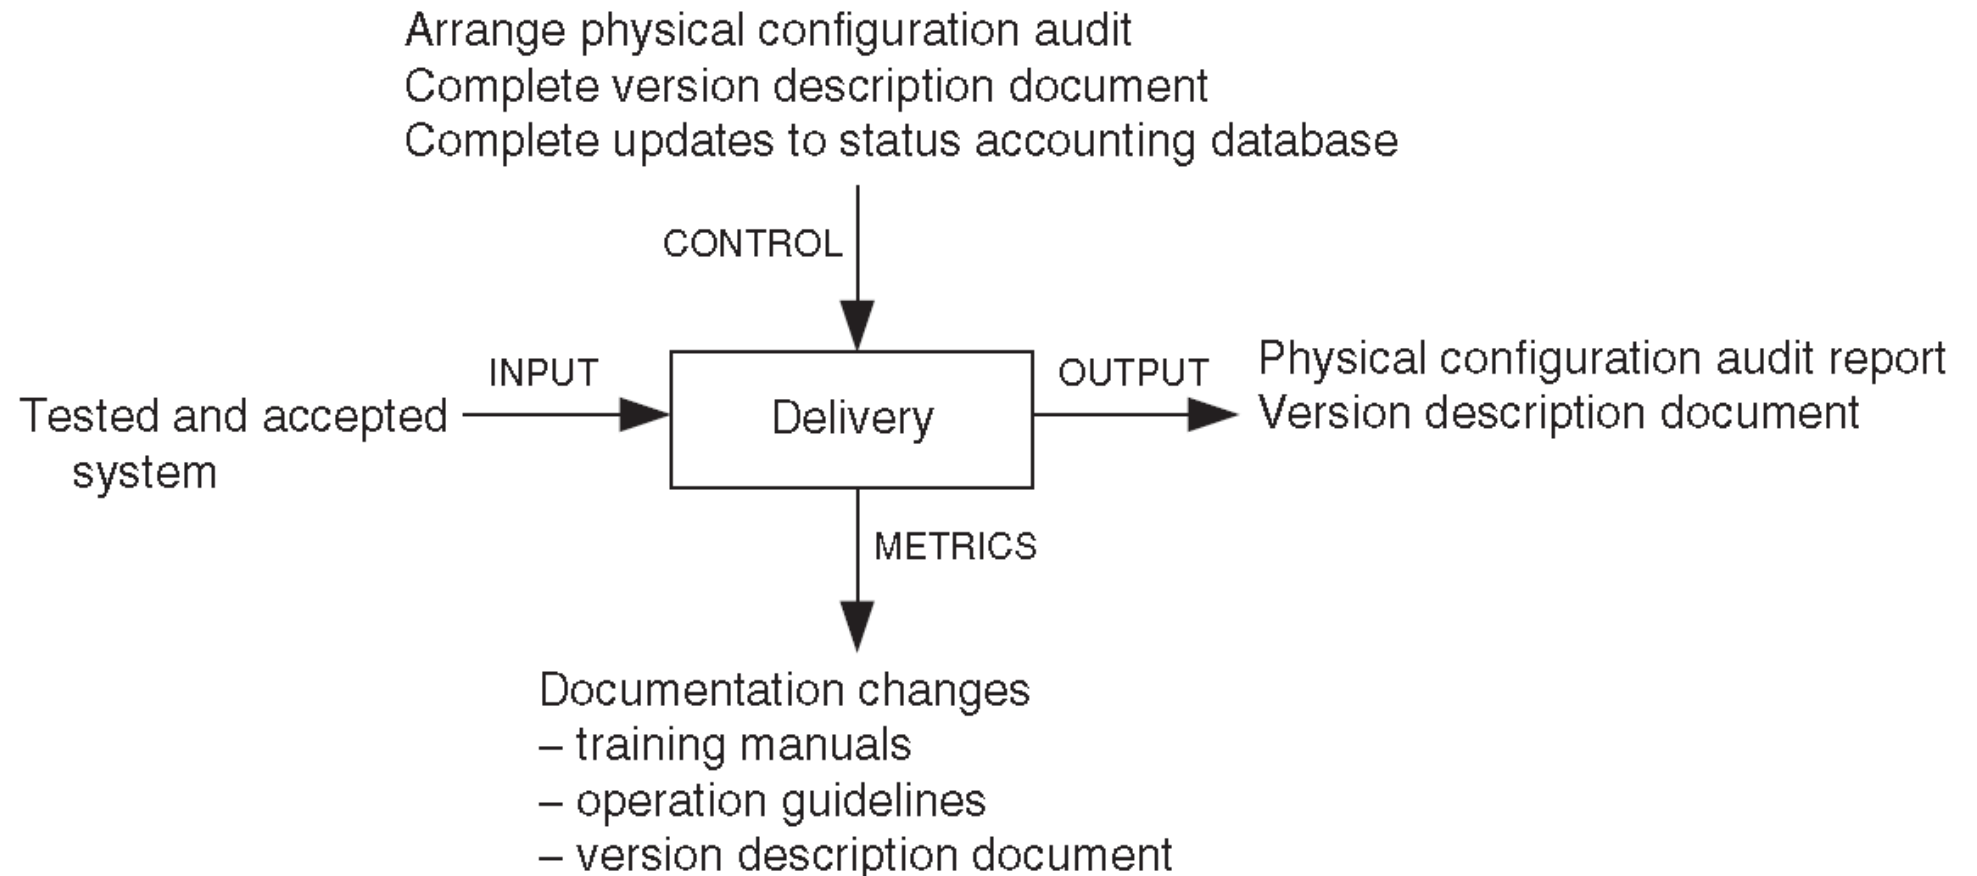 Arrange physical configuration audit
Complete version description document
Complete updates to status accounting database
CONTROL
INPUT
OUTPUT
Physical configuration audit report
Version description document
Tested and accepted
system
Delivery
METRICS
Documentation changes
– training manuals
– operation guidelines
– version description document